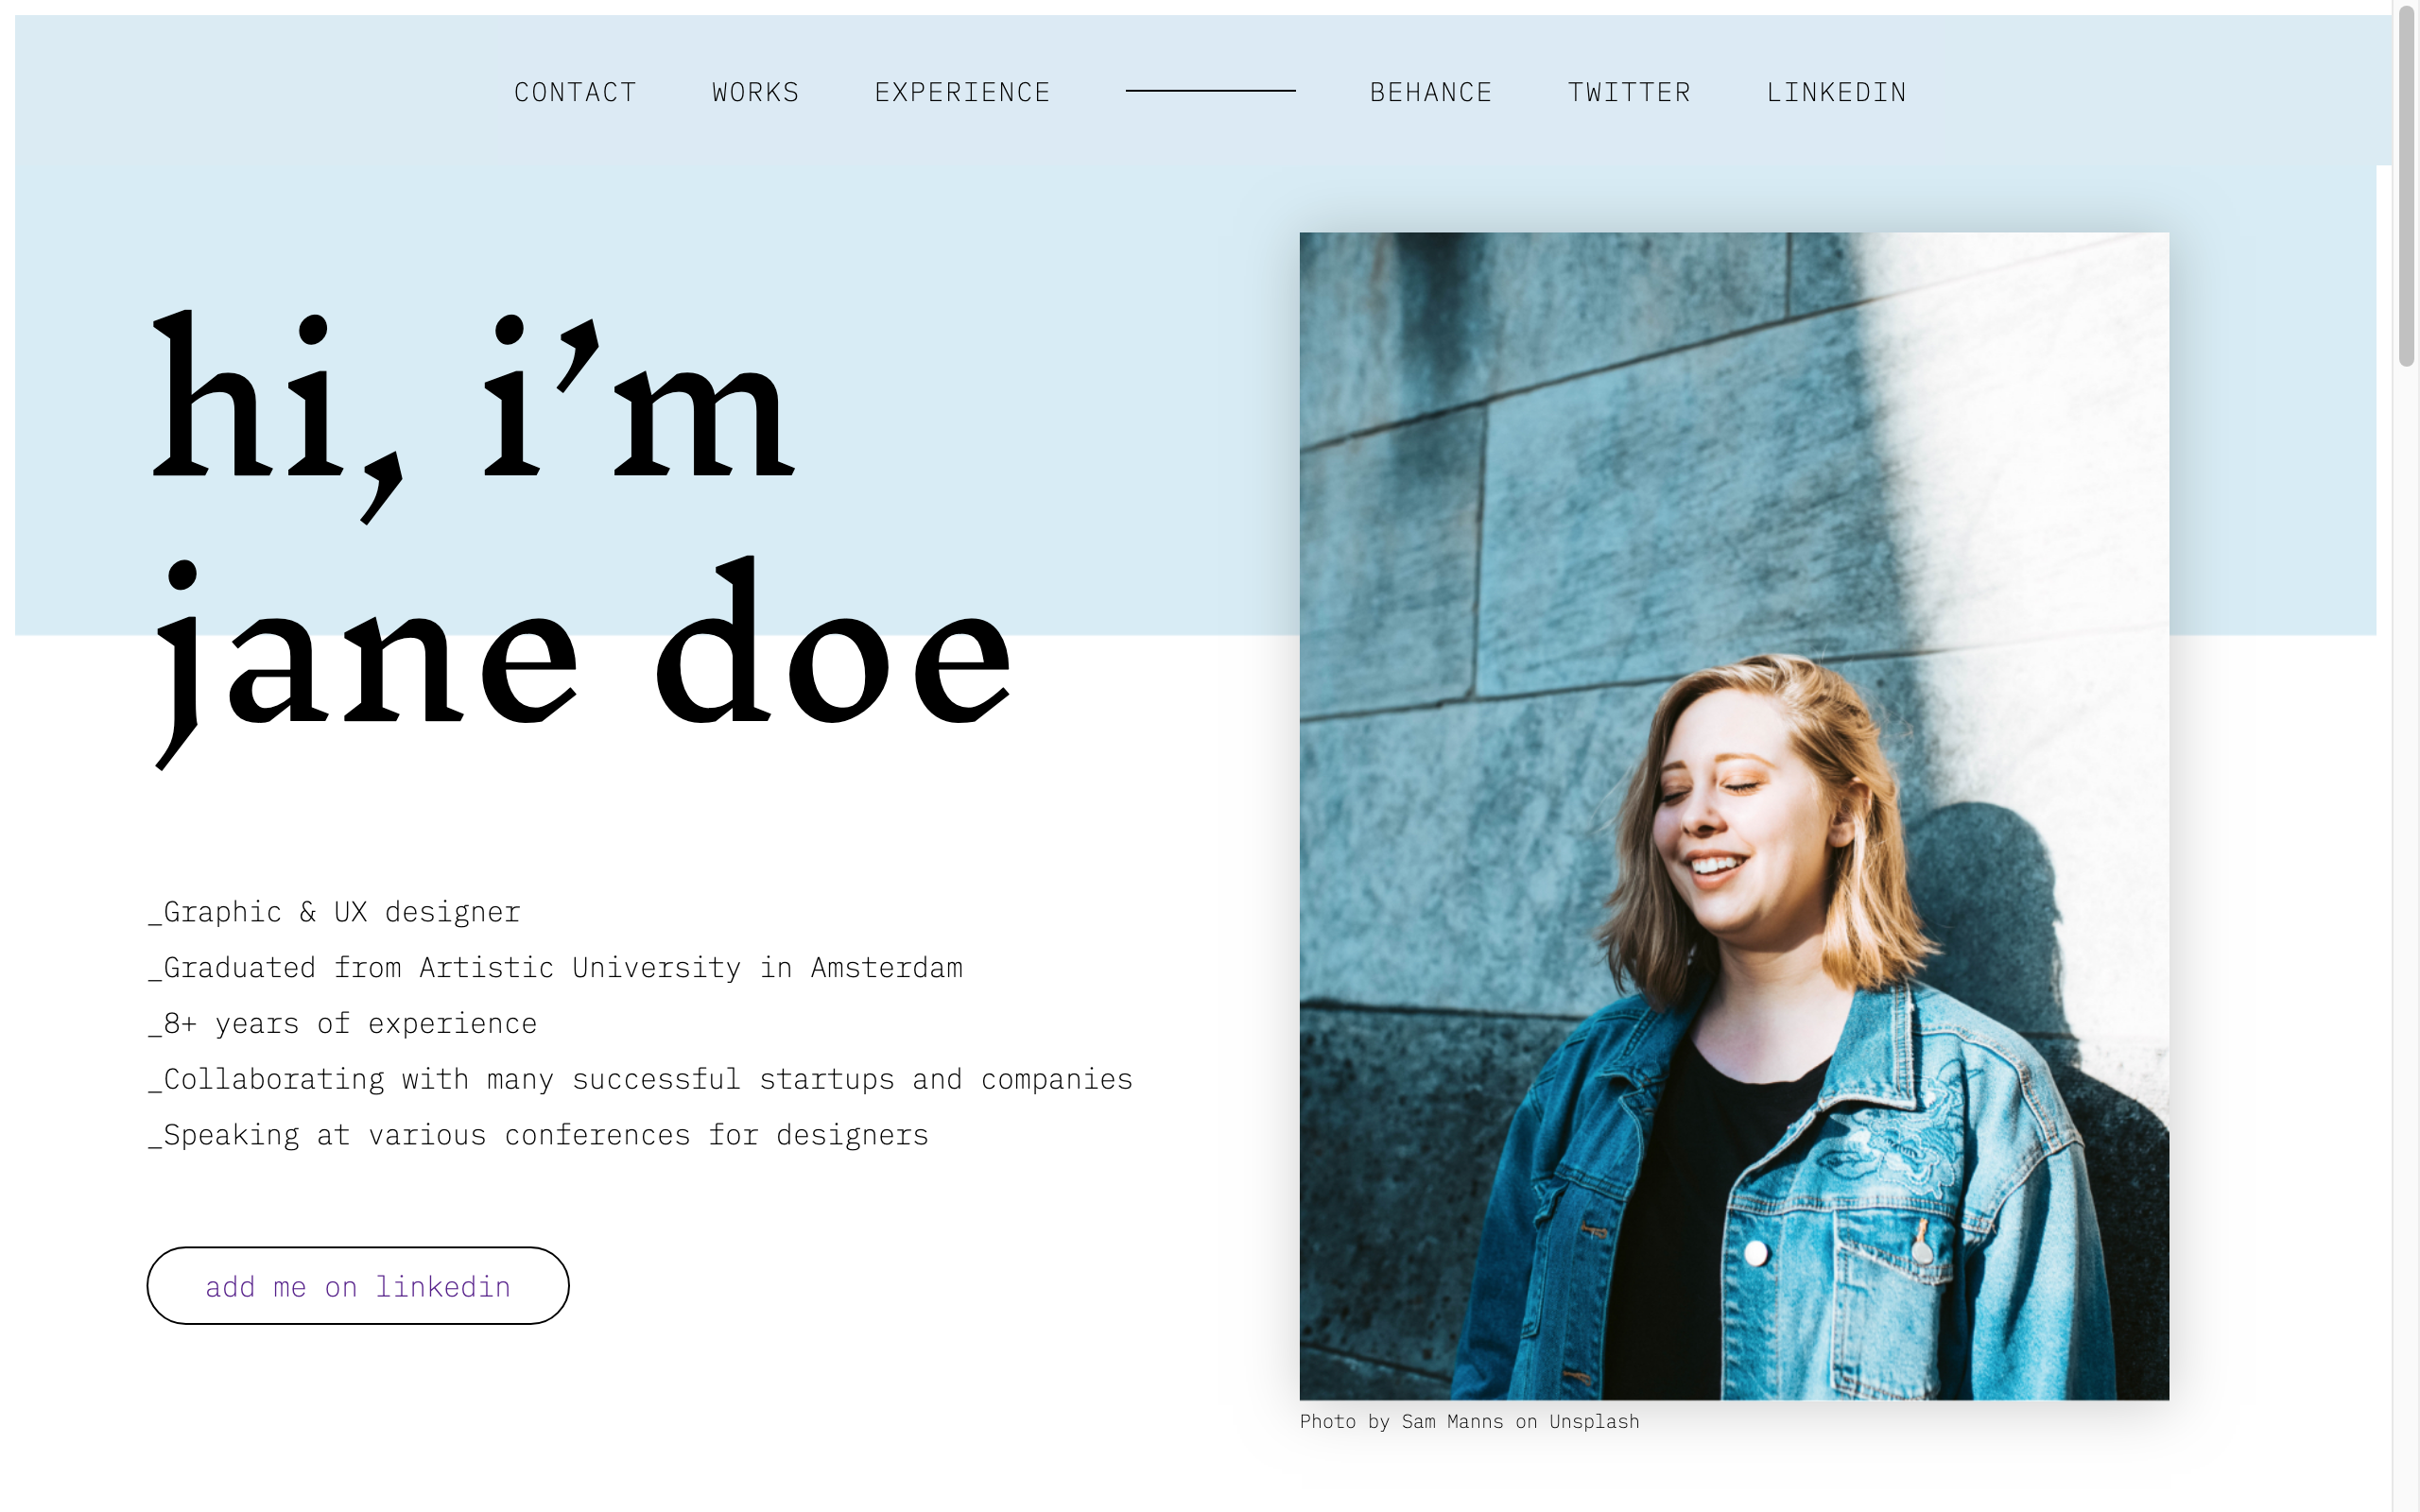 CONTACT WORKS EXPERIENCE BEHANCE TWITTER LINKEDIN
hi, i’m
jane doe
_Graphic & UX designer
_Graduated from Artistic University in Amsterdam
_8+ years of experience
_Collaborating with many successful startups and companies
_Speaking at various conferences for designers
add me on linkedin
Photo by Sam Manns on Unsplash